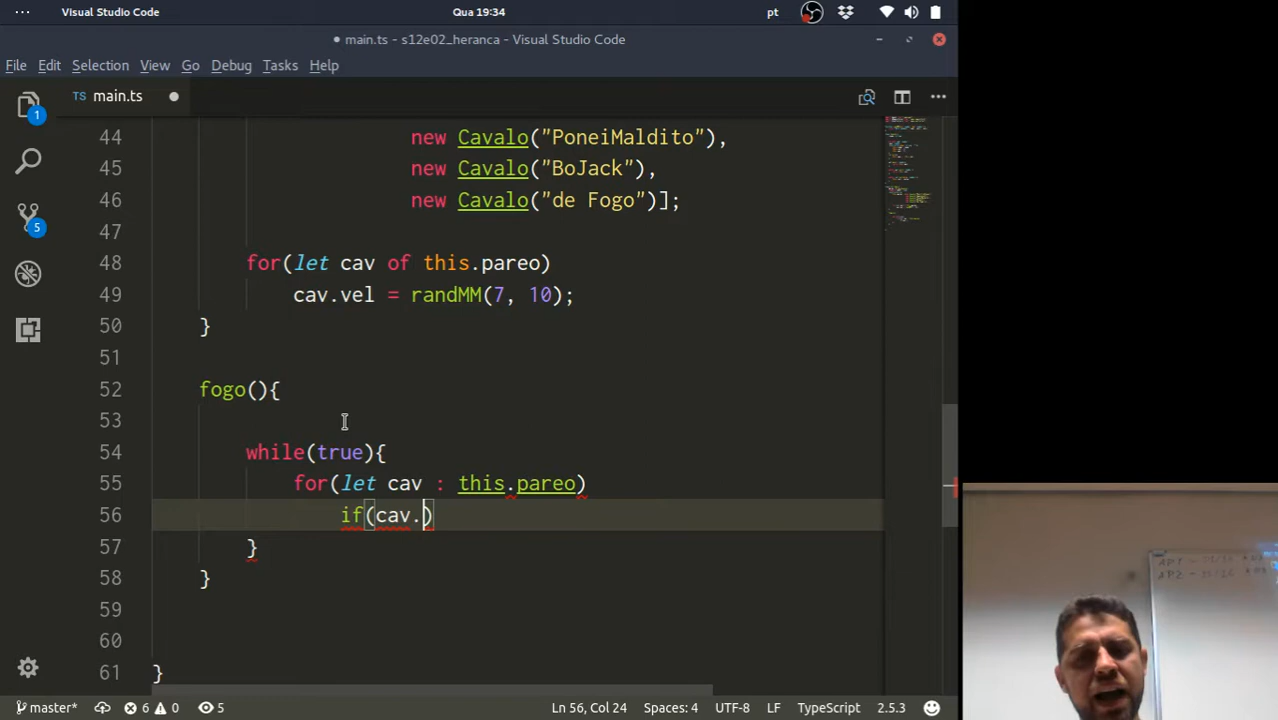 Visual Studio Code
Qua 19:34
pt
main.ts - s12e02_heranca - Visual Studio Code
File Edit Selection View Go Debug Tasks Help
TS main.ts
1
5
44 new Cavalo("PoneiMaldito"),
45 new Cavalo("BoJack"),
46 new Cavalo("de Fogo")];
47
48 for(let cav of this.pareo)
49 cav.vel = randMM(7, 10);
50 }
51
52 fogo(){
53
54 while(true){
55 for(let cav : this.pareo)
56 if(cav.)
57 }
58 }
59
60
61 }
master* 6 0 5 Ln 56, Col 24 Spaces: 4 UTF-8 LF TypeScript 2.5.3